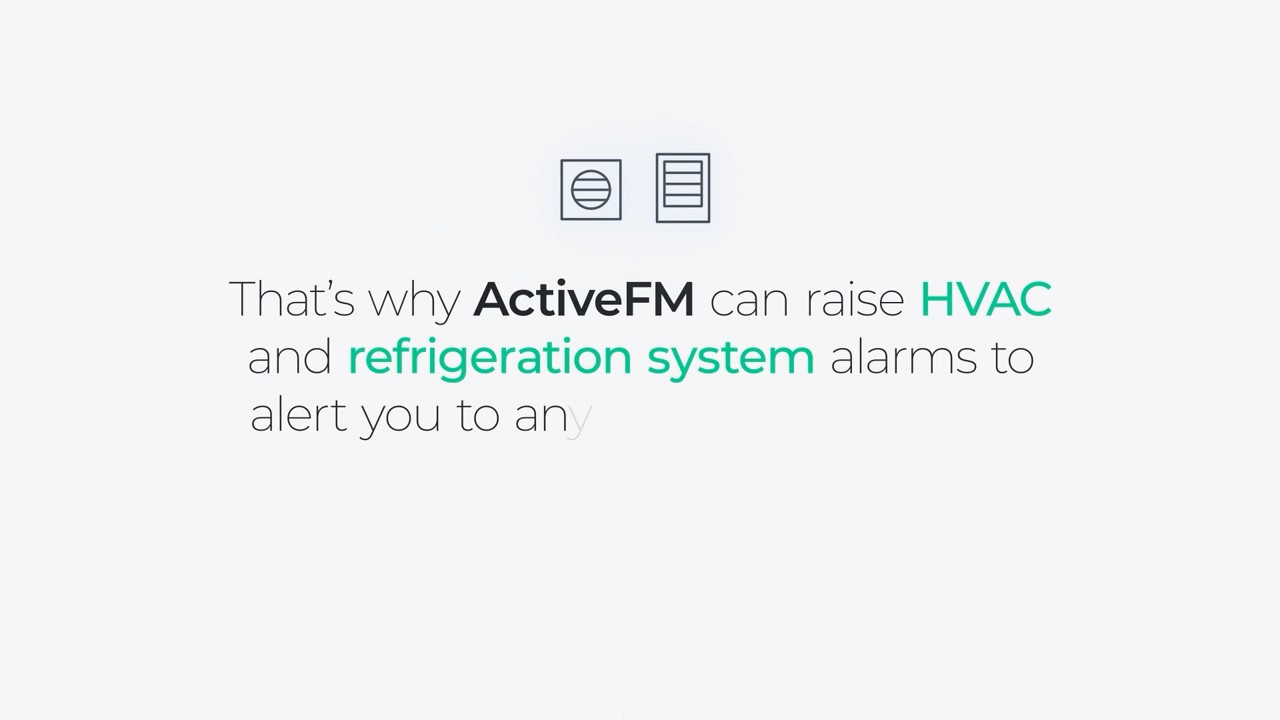 That’s why ActiveFM can raise HVAC
and refrigeration system alarms to
alert you to any